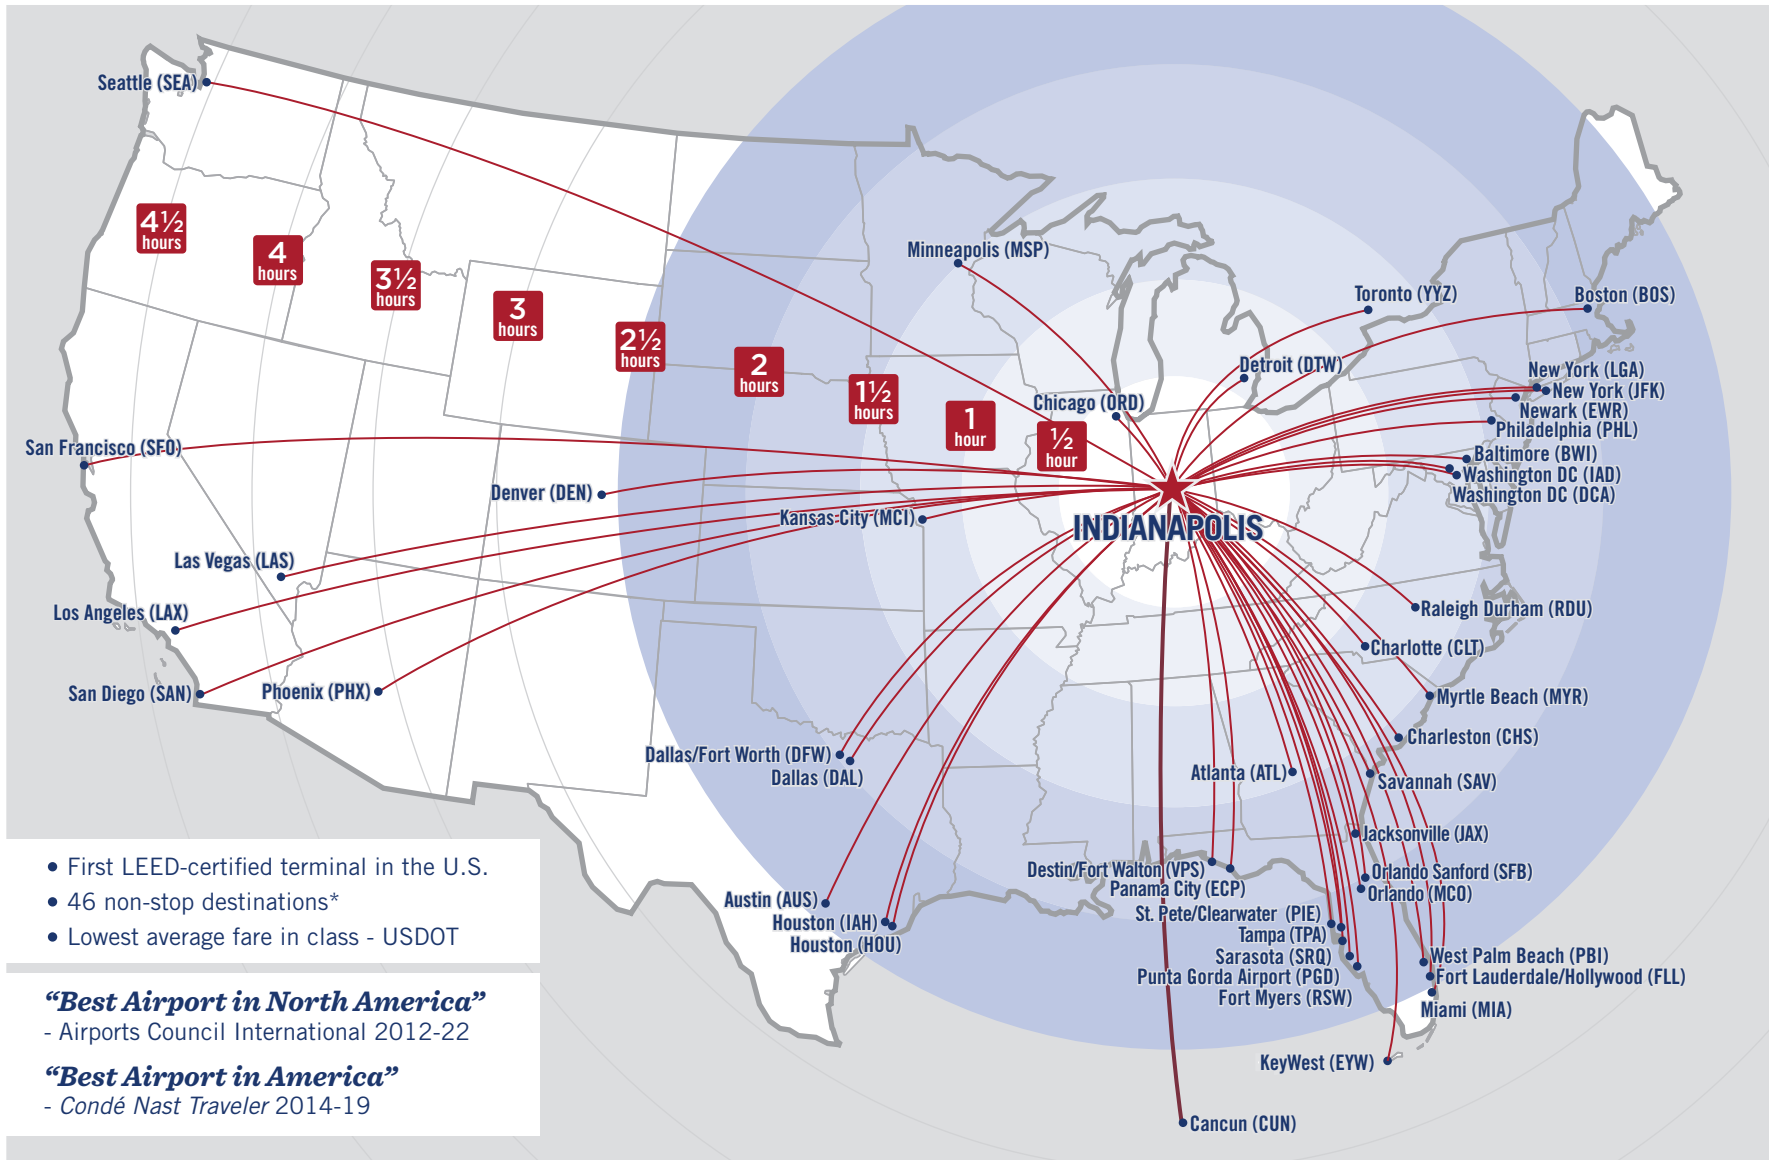 Seattle (SEA)
4½
hours
4
hours
3½
hours
3
hours
2½
hours
2
hours
1½
hours
1
hour
½
hour
Minneapolis (MSP)
Toronto (YYZ)
Boston (BOS)
Detroit (DTW)
Chicago (ORD)
New York (LGA)
New York (JFK)
Newark (EWR)
Philadelphia (PHL)
Baltimore (BWI)
Washington DC (IAD)
Washington DC (DCA)
San Francisco (SFO)
Denver (DEN)
Kansas City (MCI)
INDIANAPOLIS
Las Vegas (LAS)
Los Angeles (LAX)
San Diego (SAN)
Phoenix (PHX)
Raleigh Durham (RDU)
Charlotte (CLT)
Myrtle Beach (MYR)
Charleston (CHS)
Dallas/Fort Worth (DFW)
Dallas (DAL)
Atlanta (ATL)
Savannah (SAV)
Jacksonville (JAX)
Destin/Fort Walton (VPS)
Panama City (ECP)
Orlando Sanford (SFB)
Orlando (MCO)
Austin (AUS)
Houston (IAH)
Houston (HOU)
St. Pete/Clearwater (PIE)
Tampa (TPA)
Sarasota (SRQ)
Punta Gorda Airport (PGD)
Fort Myers (RSW)
West Palm Beach (PBI)
Fort Lauderdale/Hollywood (FLL)
Miami (MIA)
KeyWest (EYW)
Cancun (CUN)
• First LEED-certified terminal in the U.S.
• 46 non-stop destinations*
• Lowest average fare in class - USDOT
“Best Airport in North America”
- Airports Council International 2012-22
“Best Airport in America”
- Condé Nast Traveler 2014-19